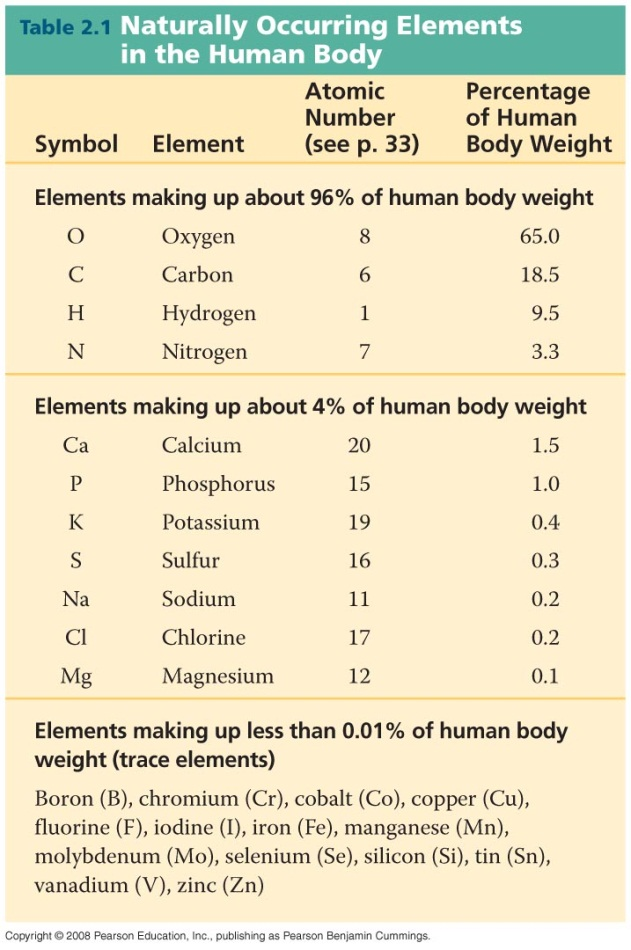 Table 2.1 Naturally Occurring Elements
in the Human Body
Symbol Element Atomic Number (see p. 33) Percentage of Human Body Weight
Elements making up about 96% of human body weight
O Oxygen 8 65.0
C Carbon 6 18.5
H Hydrogen 1 9.5
N Nitrogen 7 3.3
Elements making up about 4% of human body weight
Ca Calcium 20 1.5
P Phosphorus 15 1.0
K Potassium 19 0.4
S Sulfur 16 0.3
Na Sodium 11 0.2
Cl Chlorine 17 0.2
Mg Magnesium 12 0.1
Elements making up less than 0.01% of human body
weight (trace elements)
Boron (B), chromium (Cr), cobalt (Co), copper (Cu),
fluorine (F), iodine (I), iron (Fe), manganese (Mn),
molybdenum (Mo), selenium (Se), silicon (Si), tin (Sn),
vanadium (V), zinc (Zn)
Copyright © 2008 Pearson Education, Inc., publishing as Pearson Benjamin Cummings.